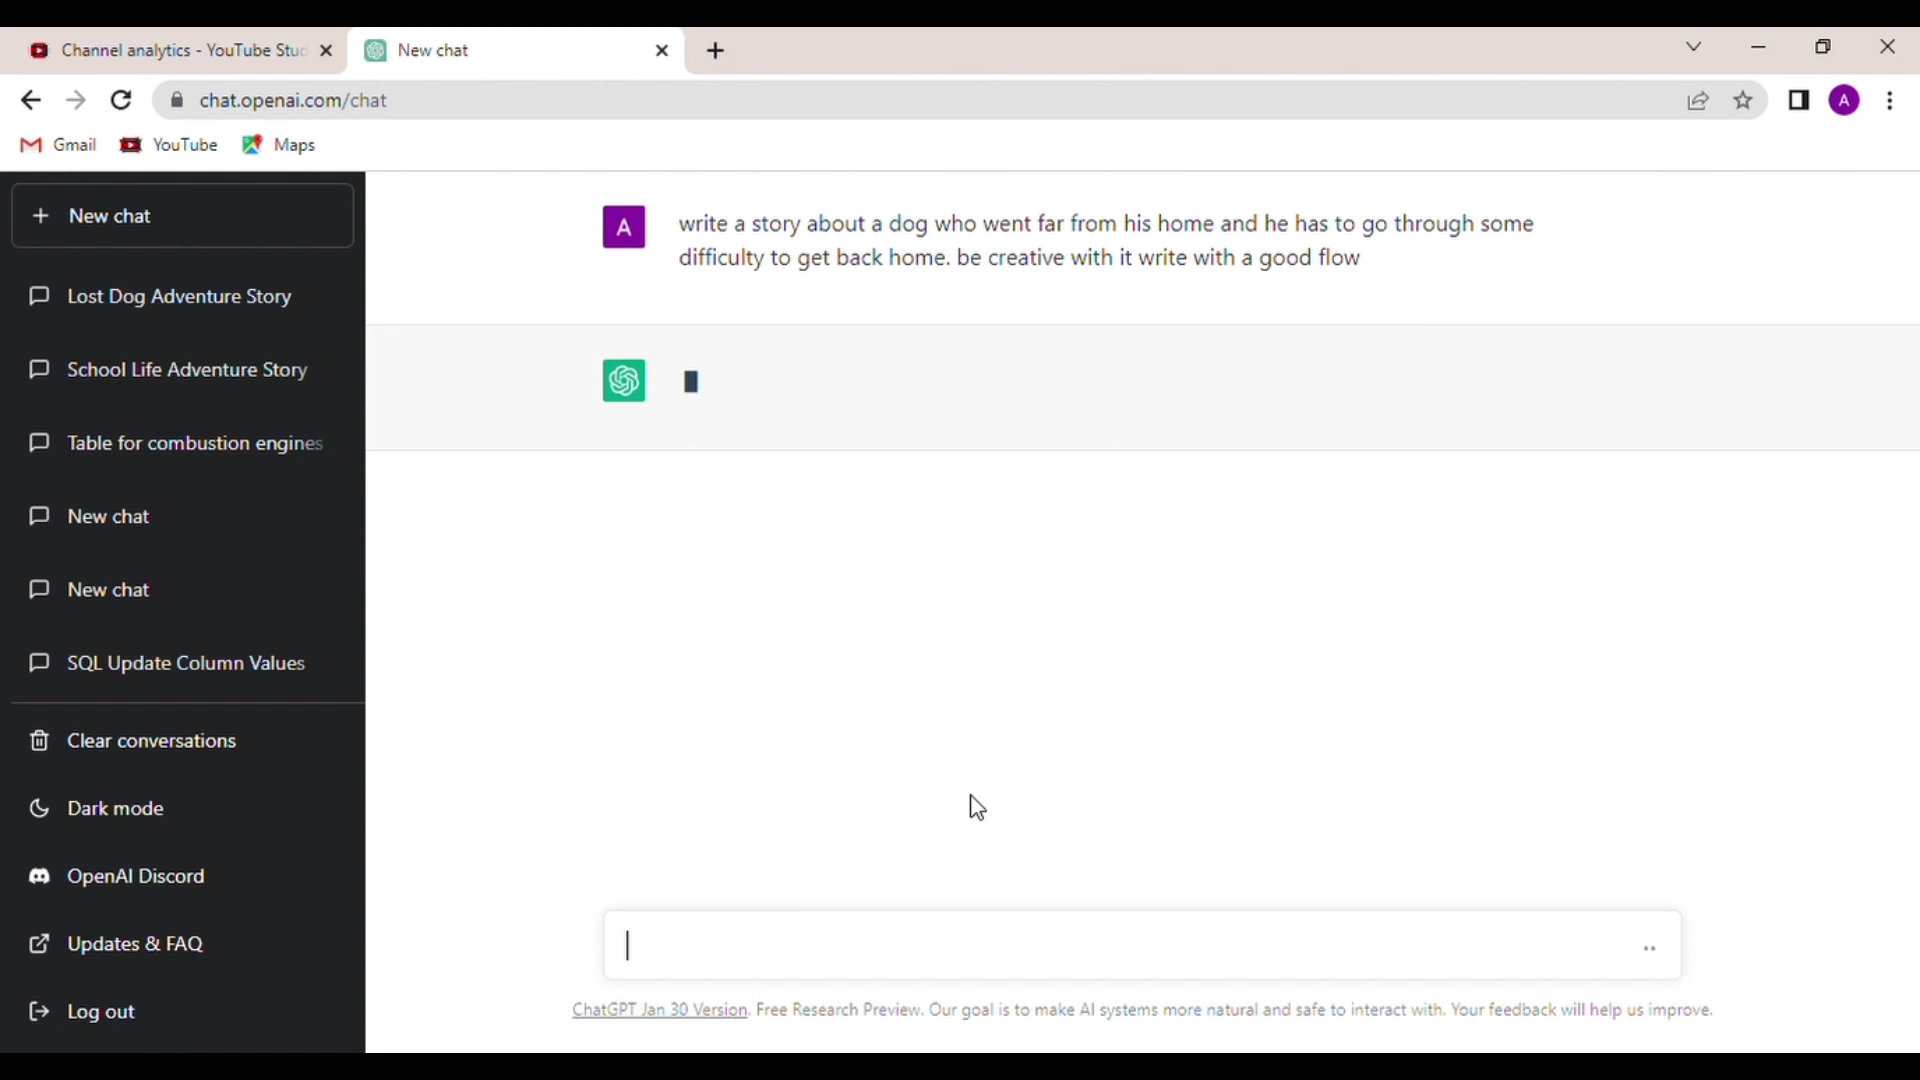 Channel analytics - YouTube Stu
New chat
chat.openai.com/chat
A
Gmail
YouTube
Maps
New chat
Lost Dog Adventure Story
School Life Adventure Story
Table for combustion engines
New chat
New chat
SQL Update Column Values
Clear conversations
Dark mode
OpenAI Discord
Updates & FAQ
Log out
A
write a story about a dog who went far from his home and he has to go through some
difficulty to get back home. be creative with it write with a good flow
ChatGPT Jan 30 Version. Free Research Preview. Our goal is to make AI systems more natural and safe to interact with. Your feedback will help us improve.